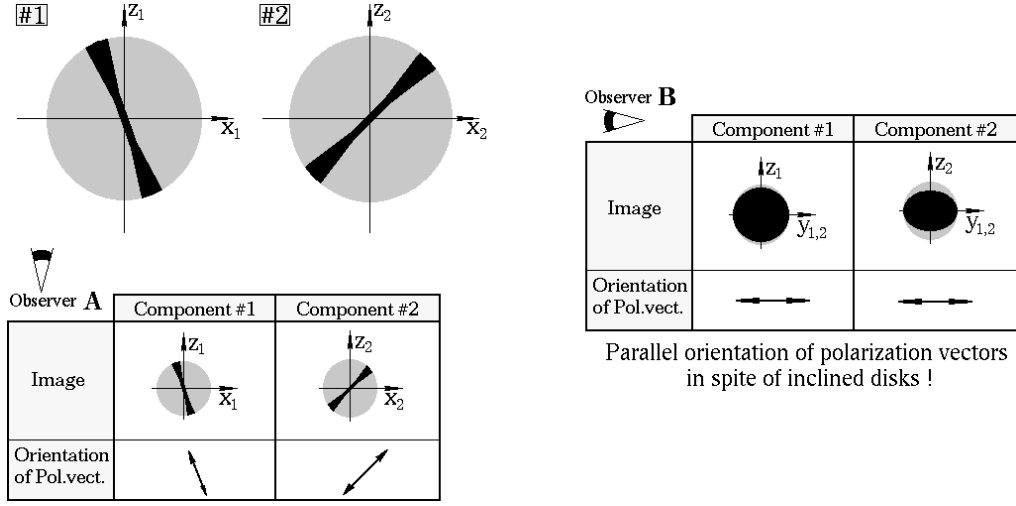 #1
z1
x1
#2
z2
x2
Observer A
Component #1 Component #2
Image
z1
x1
z2
x2
Orientation
of Pol.vect.
Observer B
Component #1 Component #2
Image
z1
y1,2
z2
y1,2
Orientation
of Pol.vect.
Parallel orientation of polarization vectors
in spite of inclined disks !